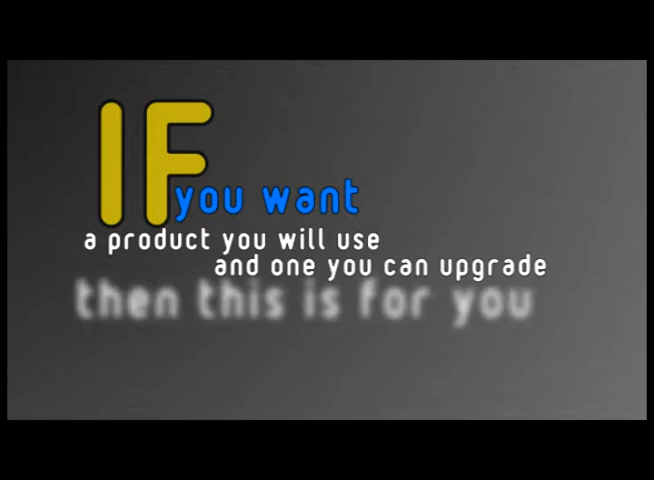 IF
you want
a product you will use
and one you can upgrade
then this is for you